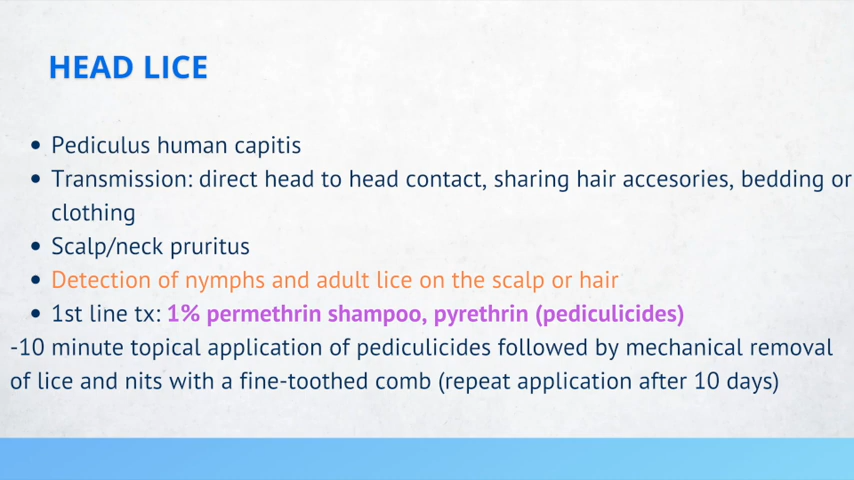 HEAD LICE
• Pediculus human capitis
• Transmission: direct head to head contact, sharing hair accesories, bedding or
clothing
• Scalp/neck pruritus
• Detection of nymphs and adult lice on the scalp or hair
• 1st line tx: 1% permethrin shampoo, pyrethrin (pediculicides)
-10 minute topical application of pediculicides followed by mechanical removal
of lice and nits with a fine-toothed comb (repeat application after 10 days)